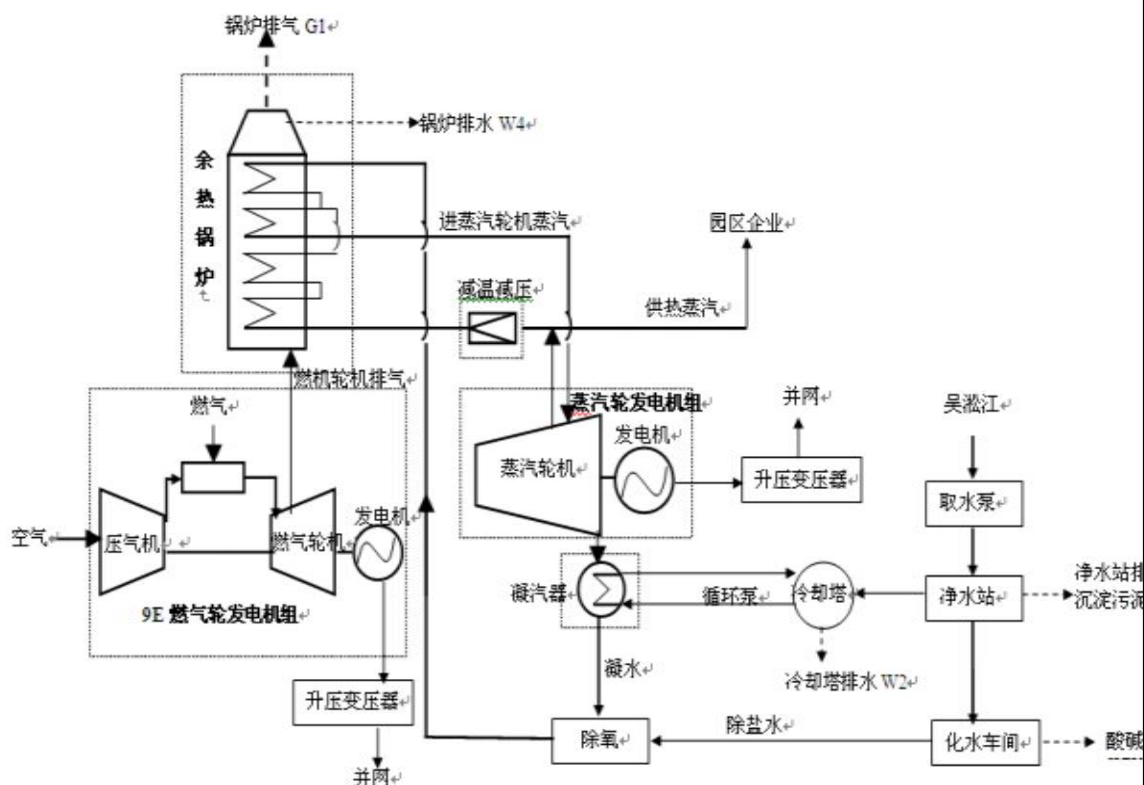 锅炉排气 G1
锅炉排水 W4
余
热
锅
炉
进蒸汽轮机蒸汽
园区企业
减温减压
供热蒸汽
燃机轮机排气
燃气
蒸汽轮发电机组
并网
吴淞江
发电机
蒸汽轮机
升压变压器
取水泵
空气
压气机
燃气轮机
发电机
9E 燃气轮发电机组
凝汽器
循环泵
冷却塔
净水站
净水站排
沉淀污泥
凝水
冷却塔排水 W2
升压变压器
除氧
除盐水
化水车间
酸碱
并网